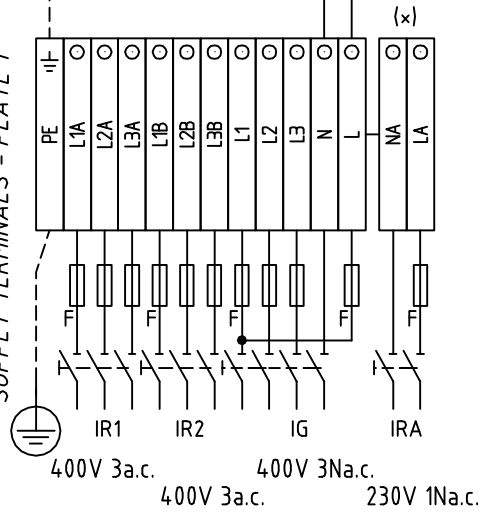 (x)
SUPPLY TERMINALS - PLATE 1
PE L1A L2A L3A L1B L2B L3B L1 L2 L3 N L NA LA
F F F F F
IR1 IR2 IG IRA
400V 3a.c. 400V 3Na.c.
400V 3a.c. 230V 1Na.c.